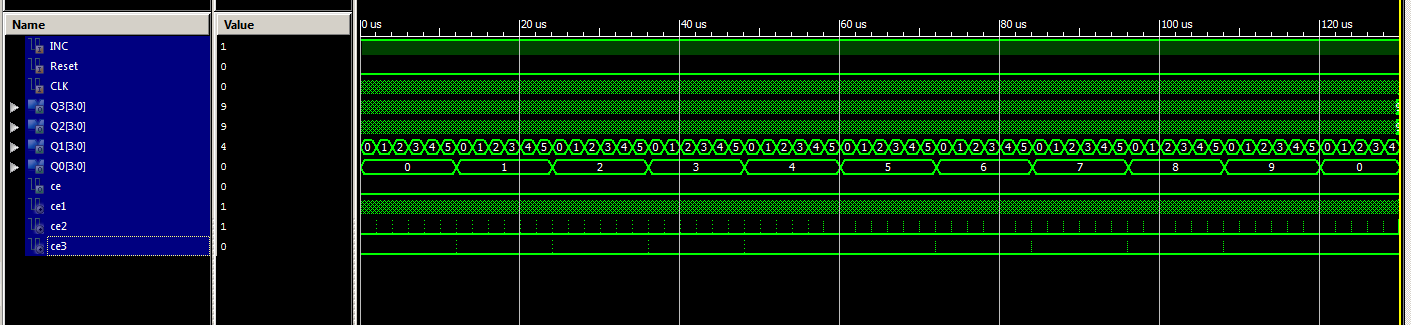 Name Value 0 us 20 us 40 us 60 us 80 us 100 us 120 us
INC 1
Reset 0
CLK 0
Q3[3:0] 9
Q2[3:0] 9
Q1[3:0] 4 0 1 2 3 4 5 0 1 2 3 4 5 0 1 2 3 4 5 0 1 2 3 4 5 0 1 2 3 4 5 0 1 2 3 4 5 0 1 2 3 4 5 0 1 2 3 4 5 0 1 2 3 4 5 0 1 2 3 4 5 0 1 2 3 4
Q0[3:0] 0 0 1 2 3 4 5 6 7 8 9 0
ce 0
ce1 1
ce2 1
ce3 0